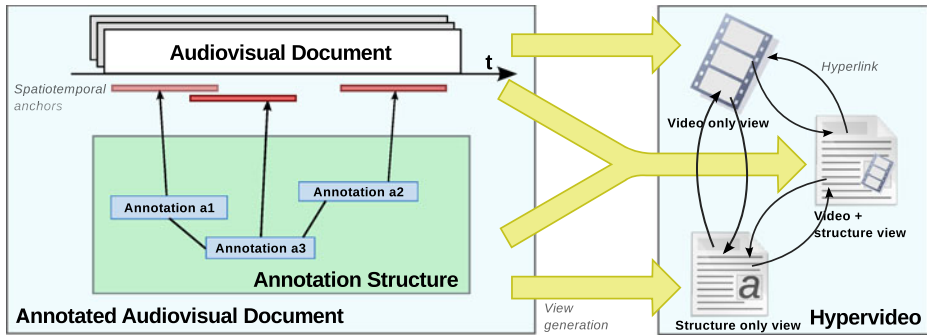 Audiovisual Document
t
Spatiotemporal
anchors
Annotation a1
Annotation a2
Annotation a3
Annotation Structure
Annotated Audiovisual Document
View
generation
Hyperlink
Video only view
Video +
structure view
a
Structure only view
Hypervideo